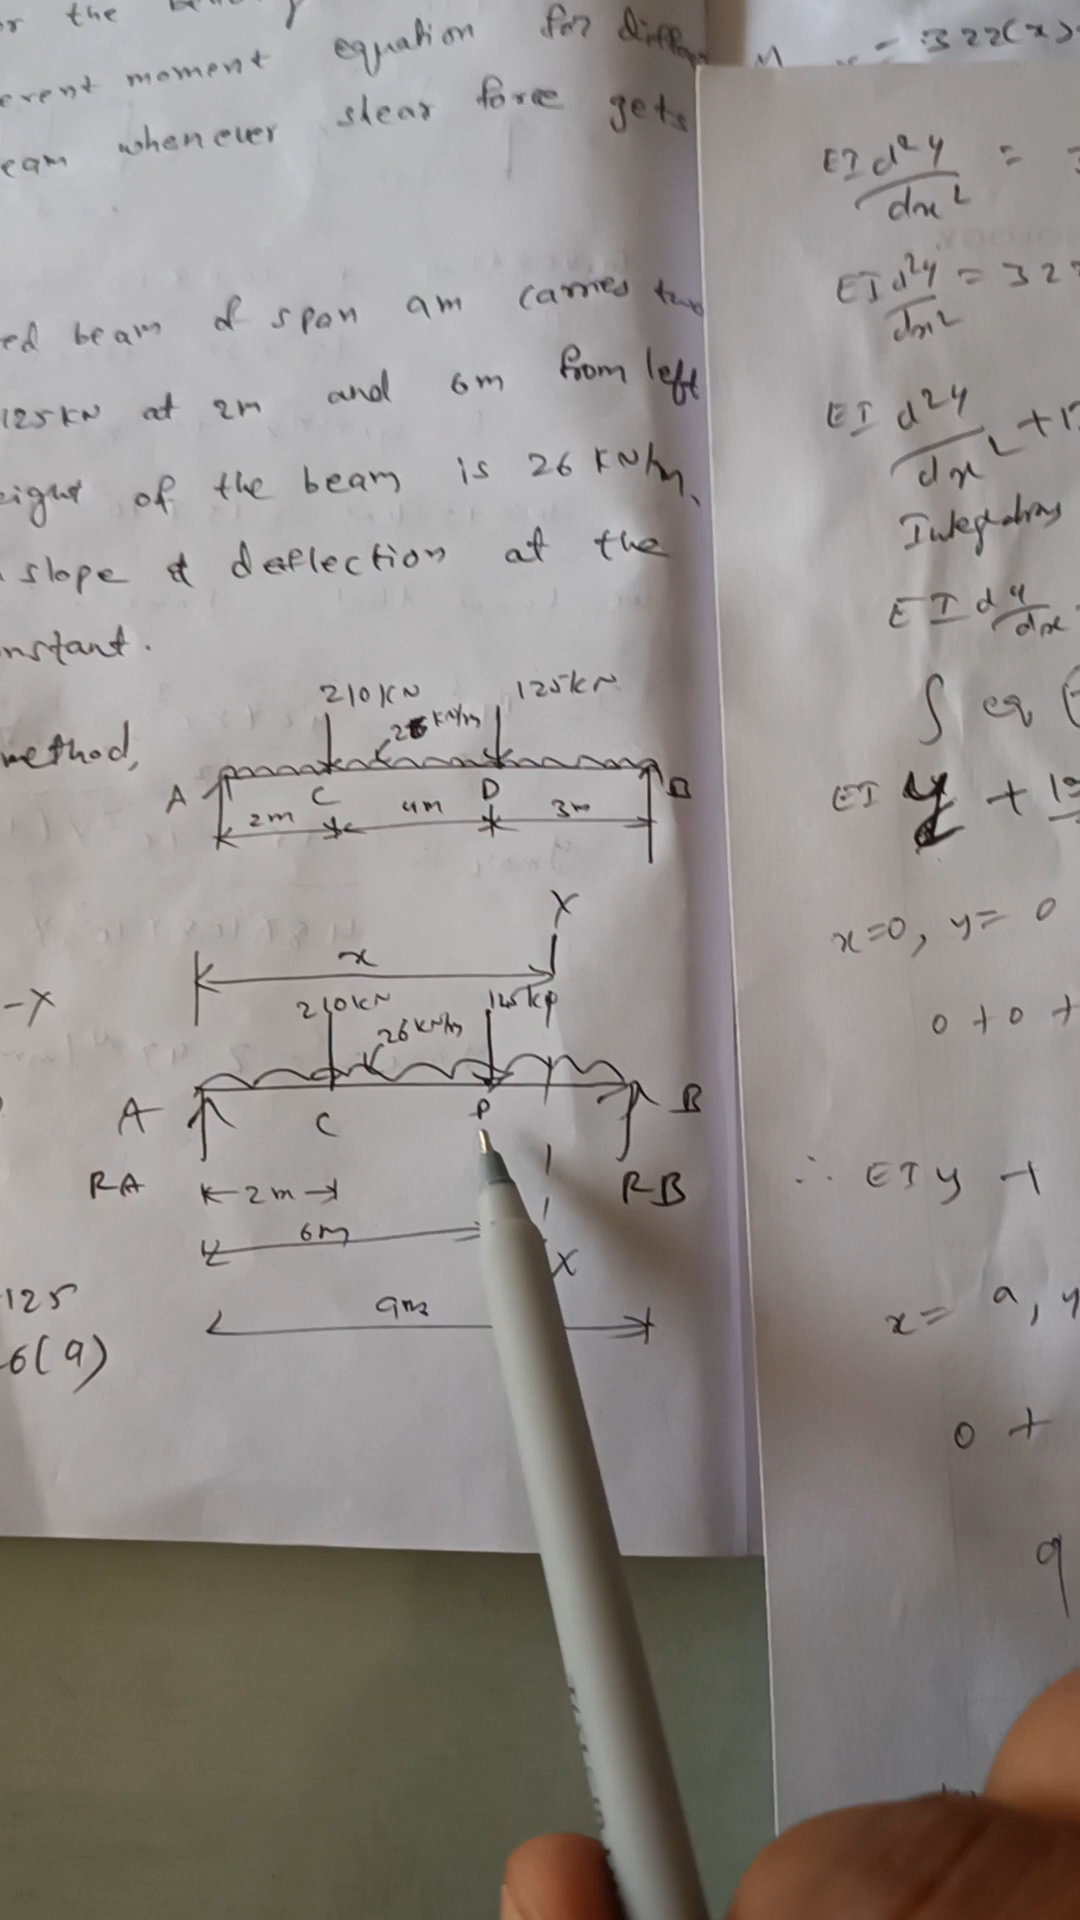 or the
equation for differ
erent moment
eam whenever shear force gets
ed beam of span 9m carries two
125KN at 2m and 6m from left
eight of the beam is 26 KN/m.
slope & deflection at the
nstant.
method,
210KN 125KN
26KN/m
A C D B
2m 4m 3m
X
x
-X
210KN 125KN
26KN/m
A C D B
RA RB
2m
6m
X
9m
125
6(9)
M = 322(x)
EI d²y/dx² =
EI d²y/dx² = 322
EI d²y/dx² + 1
Integrating
EI dy/dx
∫ eq
EI y +
x=0, y= 0
0 + 0 +
∴ EI y +
x= 9, y
0 +
9